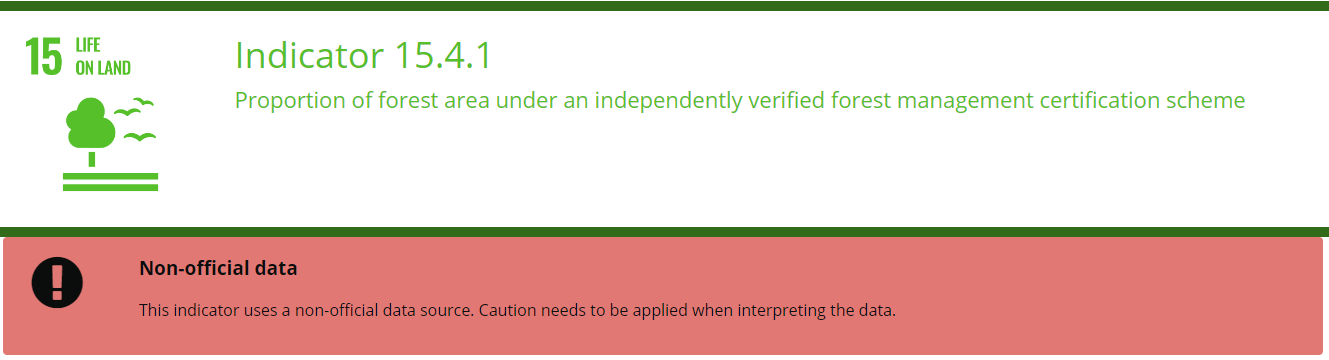 15 LIFE
ON LAND
Indicator 15.4.1
Proportion of forest area under an independently verified forest management certification scheme
Non-official data
This indicator uses a non-official data source. Caution needs to be applied when interpreting the data.